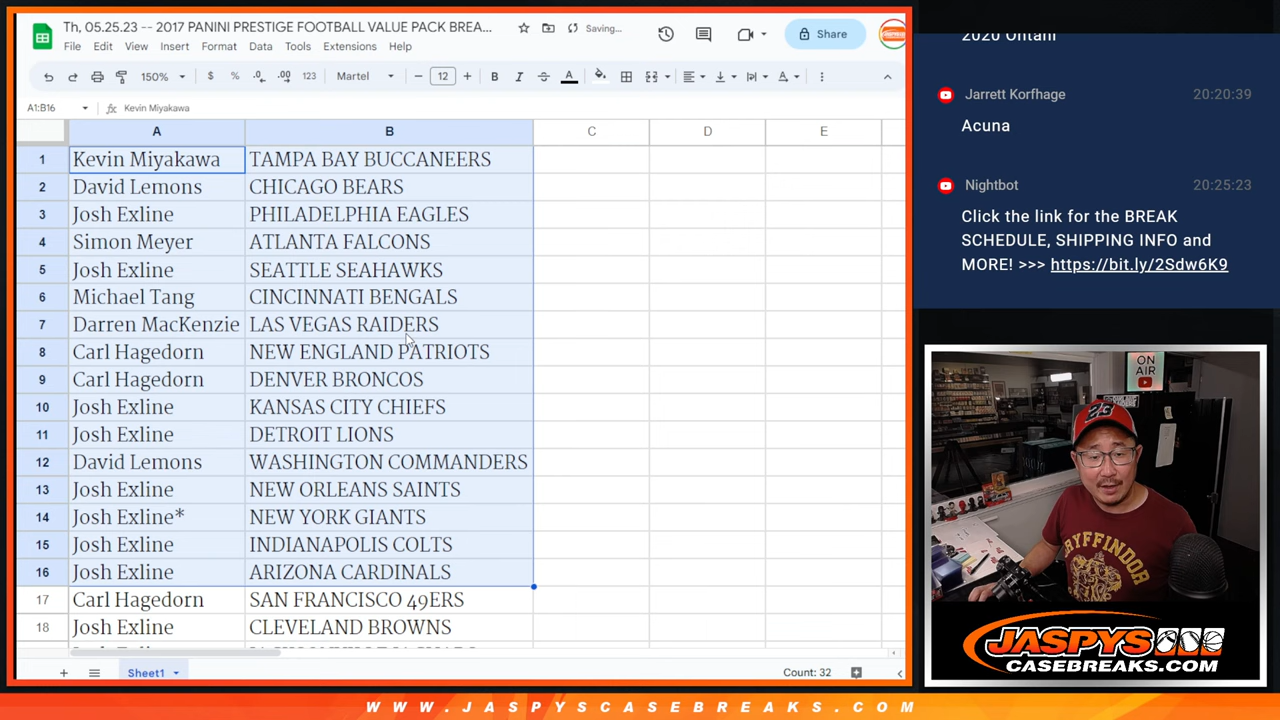 Th, 05.25.23 -- 2017 PANINI PRESTIGE FOOTBALL VALUE PACK BREA...
Saving...
Share
File Edit View Insert Format Data Tools Extensions Help
150% $ % .0 .00 123 Martel 12 B I A
A1:B16 fx Kevin Miyakawa
A B C D E
1 Kevin Miyakawa TAMPA BAY BUCCANEERS
2 David Lemons CHICAGO BEARS
3 Josh Exline PHILADELPHIA EAGLES
4 Simon Meyer ATLANTA FALCONS
5 Josh Exline SEATTLE SEAHAWKS
6 Michael Tang CINCINNATI BENGALS
7 Darren MacKenzie LAS VEGAS RAIDERS
8 Carl Hagedorn NEW ENGLAND PATRIOTS
9 Carl Hagedorn DENVER BRONCOS
10 Josh Exline KANSAS CITY CHIEFS
11 Josh Exline DETROIT LIONS
12 David Lemons WASHINGTON COMMANDERS
13 Josh Exline NEW ORLEANS SAINTS
14 Josh Exline* NEW YORK GIANTS
15 Josh Exline INDIANAPOLIS COLTS
16 Josh Exline ARIZONA CARDINALS
17 Carl Hagedorn SAN FRANCISCO 49ERS
18 Josh Exline CLEVELAND BROWNS
Sheet1
Count: 32
2020 Ohtani
Jarrett Korfhage 20:20:39
Acuna
Nightbot 20:25:23
Click the link for the BREAK
SCHEDULE, SHIPPING INFO and
MORE! >>> https://bit.ly/2Sdw6K9
ON
AIR
23
GRYFFINDOR
JASPYS
CASEBREAKS.COM
WWW.JASPYSCASEBREAKS.COM